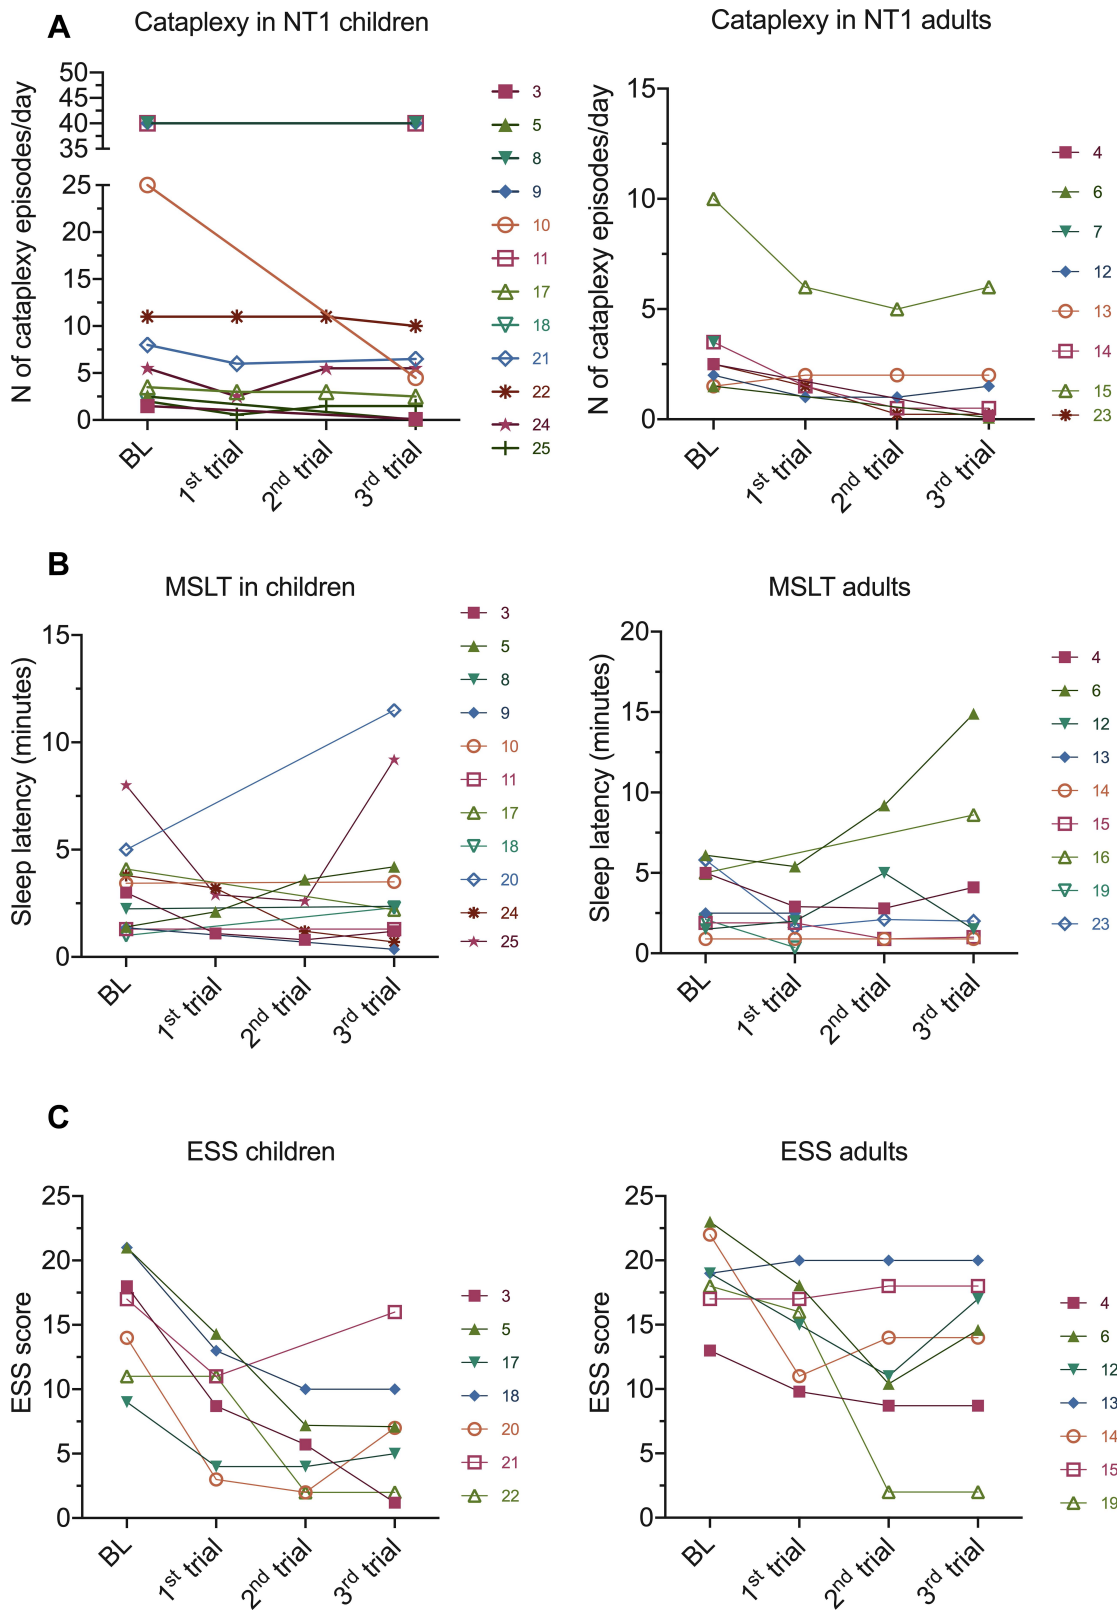 A
Cataplexy in NT1 children
Cataplexy in NT1 adults
N of cataplexy episodes/day
50
45
40
35
25
20
15
10
5
0
BL
1st trial
2nd trial
3rd trial
3
5
8
9
10
11
17
18
21
22
24
25
N of cataplexy episodes/day
15
10
5
0
BL
1st trial
2nd trial
3rd trial
4
6
7
12
13
14
15
23
B
MSLT in children
MSLT adults
Sleep latency (minutes)
15
10
5
0
BL
1st trial
2nd trial
3rd trial
3
5
8
9
10
11
17
18
20
24
25
Sleep latency (minutes)
20
15
10
5
0
BL
1st trial
2nd trial
3rd trial
4
6
12
13
14
15
16
19
23
C
ESS children
ESS adults
ESS score
25
20
15
10
5
0
BL
1st trial
2nd trial
3rd trial
3
5
17
18
20
21
22
ESS score
25
20
15
10
5
0
BL
1st trial
2nd trial
3rd trial
4
6
12
13
14
15
19